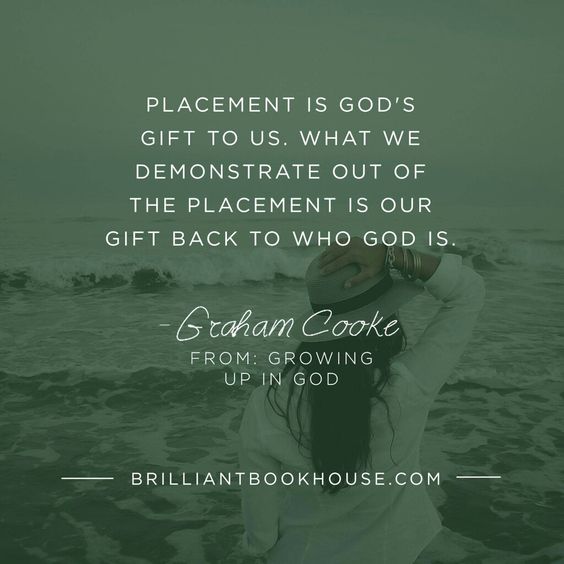 PLACEMENT IS GOD'S
GIFT TO US. WHAT WE
DEMONSTRATE OUT OF
THE PLACEMENT IS OUR
GIFT BACK TO WHO GOD IS.
- Graham Cooke
FROM: GROWING
UP IN GOD
BRILLIANTBOOKHOUSE.COM